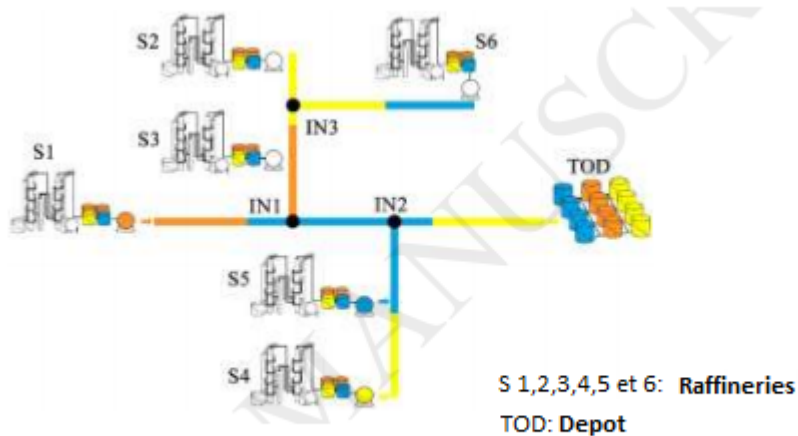 S2
S6
S3
IN3
S1
TOD
IN1
IN2
S5
S4
S 1,2,3,4,5 et 6: Raffineries
TOD: Depot
MANUSCR